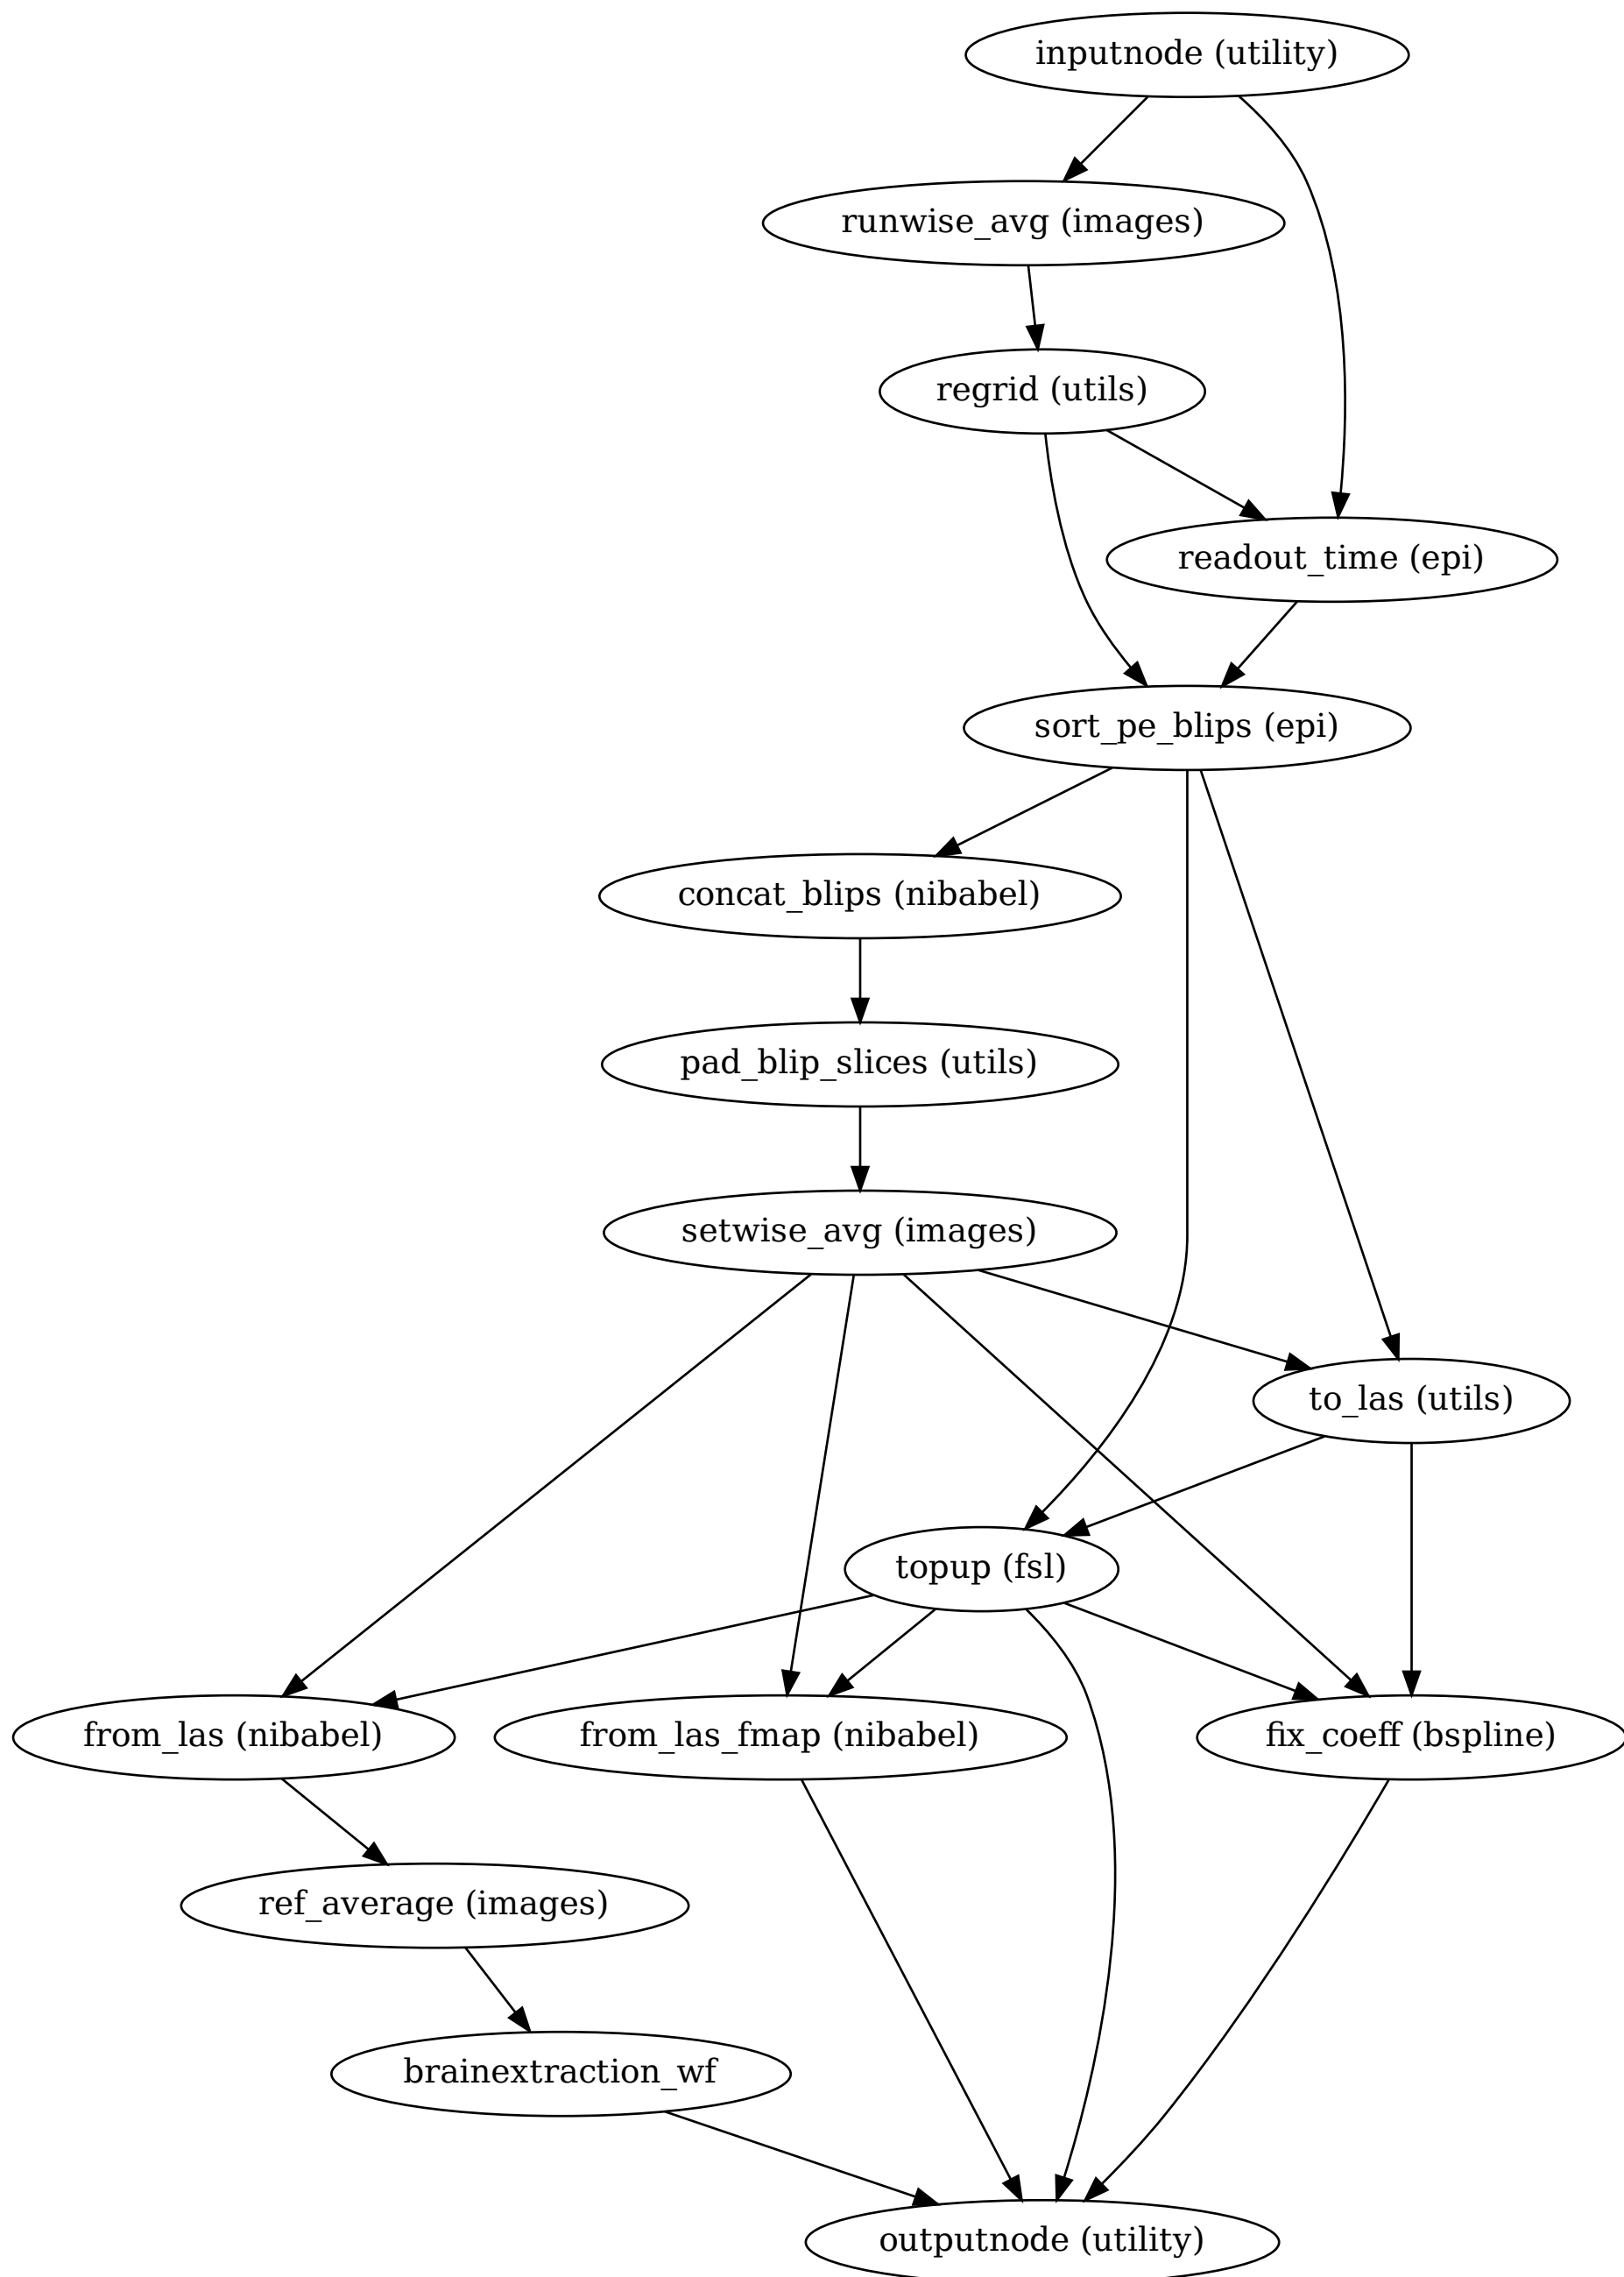 inputnode (utility)
runwise_avg (images)
regrid (utils)
readout_time (epi)
sort_pe_blips (epi)
concat_blips (nibabel)
pad_blip_slices (utils)
setwise_avg (images)
to_las (utils)
topup (fsl)
from_las (nibabel)
from_las_fmap (nibabel)
fix_coeff (bspline)
ref_average (images)
brainextraction_wf
outputnode (utility)